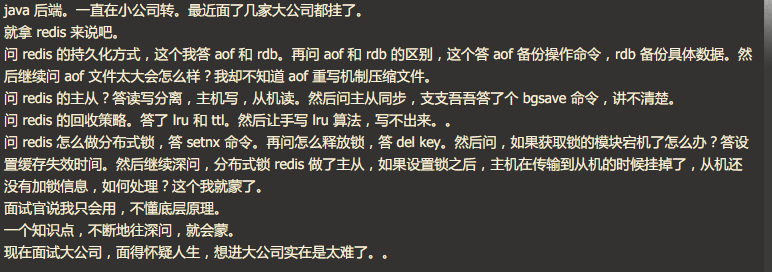 java 后端。一直在小公司转。最近面了几家大公司都挂了。
就拿 redis 来说吧。
问 redis 的持久化方式，这个我答 aof 和 rdb。再问 aof 和 rdb 的区别，这个答 aof 备份操作命令，rdb 备份具体数据。然
后继续问 aof 文件太大会怎么样？我却不知道 aof 重写机制压缩文件。
问 redis 的主从？答读写分离，主机写，从机读。然后问主从同步，支支吾吾答了个 bgsave 命令，讲不清楚。
问 redis 的回收策略。答了 lru 和 ttl。然后让手写 lru 算法，写不出来。。
问 redis 怎么做分布式锁，答 setnx 命令。再问怎么释放锁，答 del key。然后问，如果获取锁的模块宕机了怎么办？答设
置缓存失效时间。然后继续深问，分布式锁 redis 做了主从，如果设置锁之后，主机在传输到从机的时候挂掉了，从机还
没有加锁信息，如何处理？这个我就蒙了。
面试官说我只会用，不懂底层原理。
一个知识点，不断地往深问，就会蒙。
现在面试大公司，面得怀疑人生，想进大公司实在是太难了。。